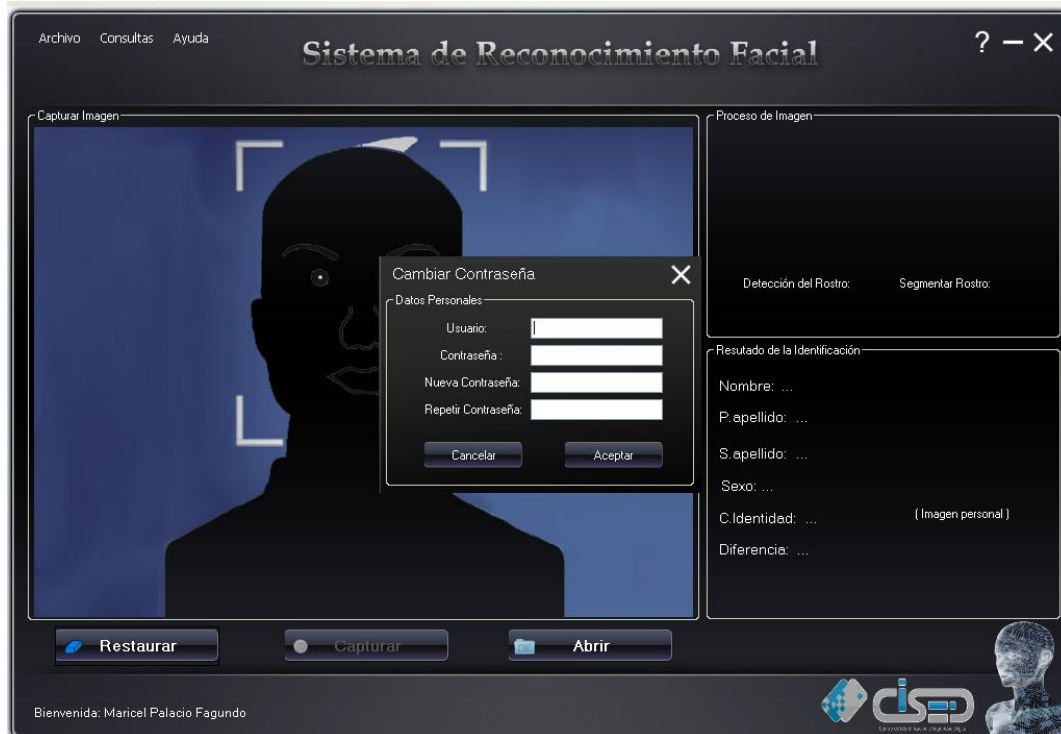 Archivo Consultas Ayuda
Sistema de Reconocimiento Facial
? — ×
Capturar Imagen
Proceso de Imagen
Detección del Rostro: Segmentar Rostro:
Cambiar Contraseña
Datos Personales
Usuario:
Contraseña :
Nueva Contraseña:
Repetir Contraseña:
Cancelar Aceptar
Resutado de la Identificación
Nombre: ...
P.apellido: ...
S.apellido: ...
Sexo: ...
C.Identidad: ...
(Imagen personal)
Diferencia: ...
Restaurar Capturar Abrir
Bienvenida: Maricel Palacio Fagundo
CISED